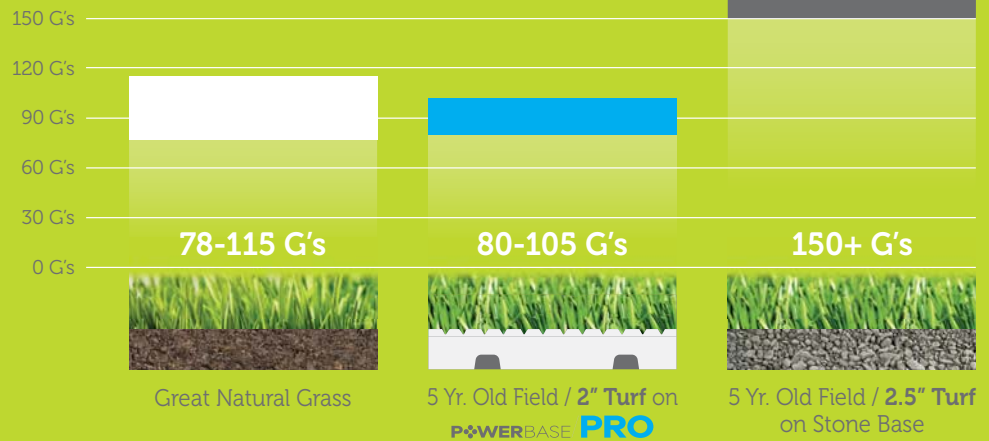 150 G's
120 G's
90 G's
60 G's
30 G's
0 G's
78-115 G's
80-105 G's
150+ G's
Great Natural Grass
5 Yr. Old Field / 2" Turf on
POWERBASE PRO
5 Yr. Old Field / 2.5" Turf
on Stone Base